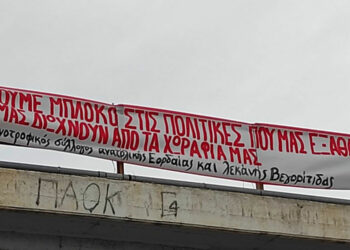 ΟΥΜΕ ΜΠΛΟΚΟ ΣΤΙΣ ΠΟΛΙΤΙΚΕΣ ΠΟΥ ΜΑΣ ΕΞΑΘ
ΜΑΣ ΔΙΩΧΝΟΥΝ ΑΠΟ ΤΑ ΧΩΡΑΦΙΑ ΜΑΣ
νοτροφικός σύλλογος ανατολικής Εορδαίας και λεκάνης Βεγορίτιδας
ΠΑΟΚ